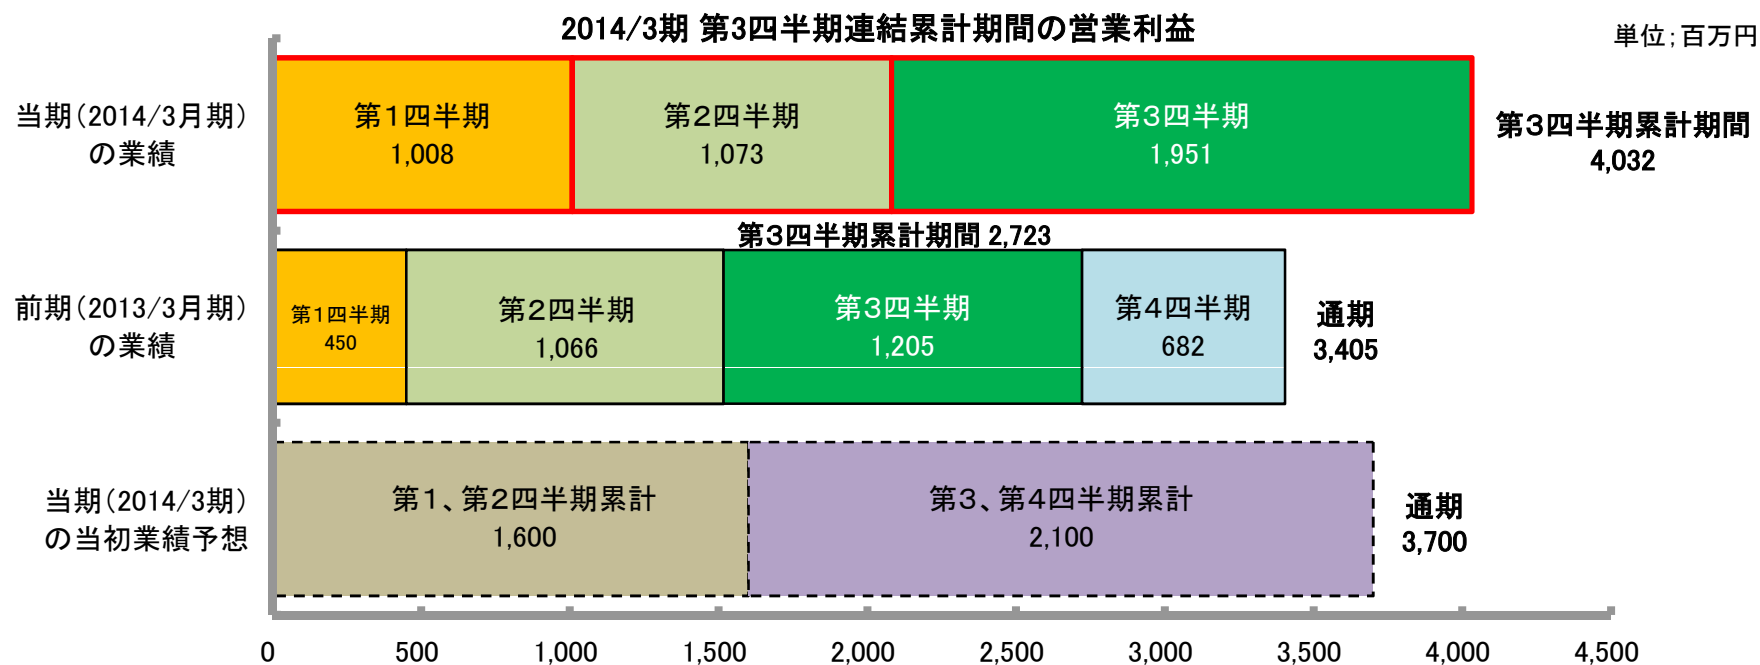 2014/3期 第3四半期連結累計期間の営業利益
単位；百万円
当期（2014/3月期）
の業績
第１四半期
1,008
第２四半期
1,073
第３四半期
1,951
第３四半期累計期間
4,032
第３四半期累計期間 2,723
前期（2013/3月期）
の業績
第１四半期
450
第２四半期
1,066
第３四半期
1,205
第４四半期
682
通期
3,405
当期（2014/3期）
の当初業績予想
第１、第２四半期累計
1,600
第３、第４四半期累計
2,100
通期
3,700
0 500 1,000 1,500 2,000 2,500 3,000 3,500 4,000 4,500